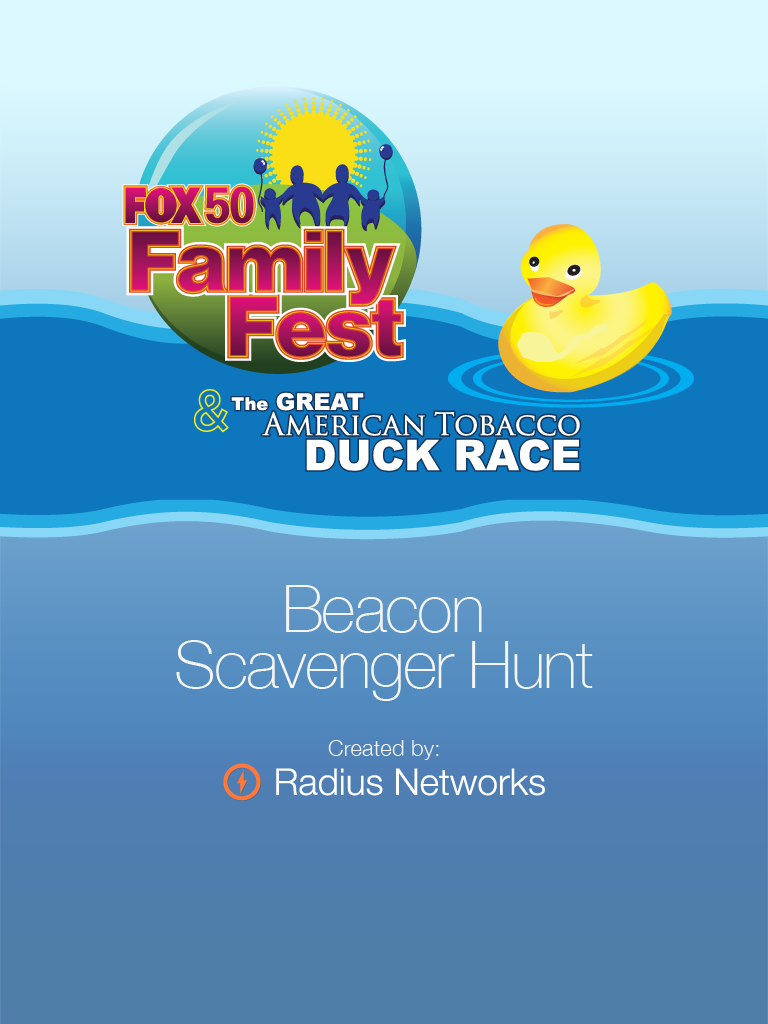 FOX 50
Family
Fest
& The GREAT
AMERICAN TOBACCO
DUCK RACE
Beacon
Scavenger Hunt
Created by:
Radius Networks